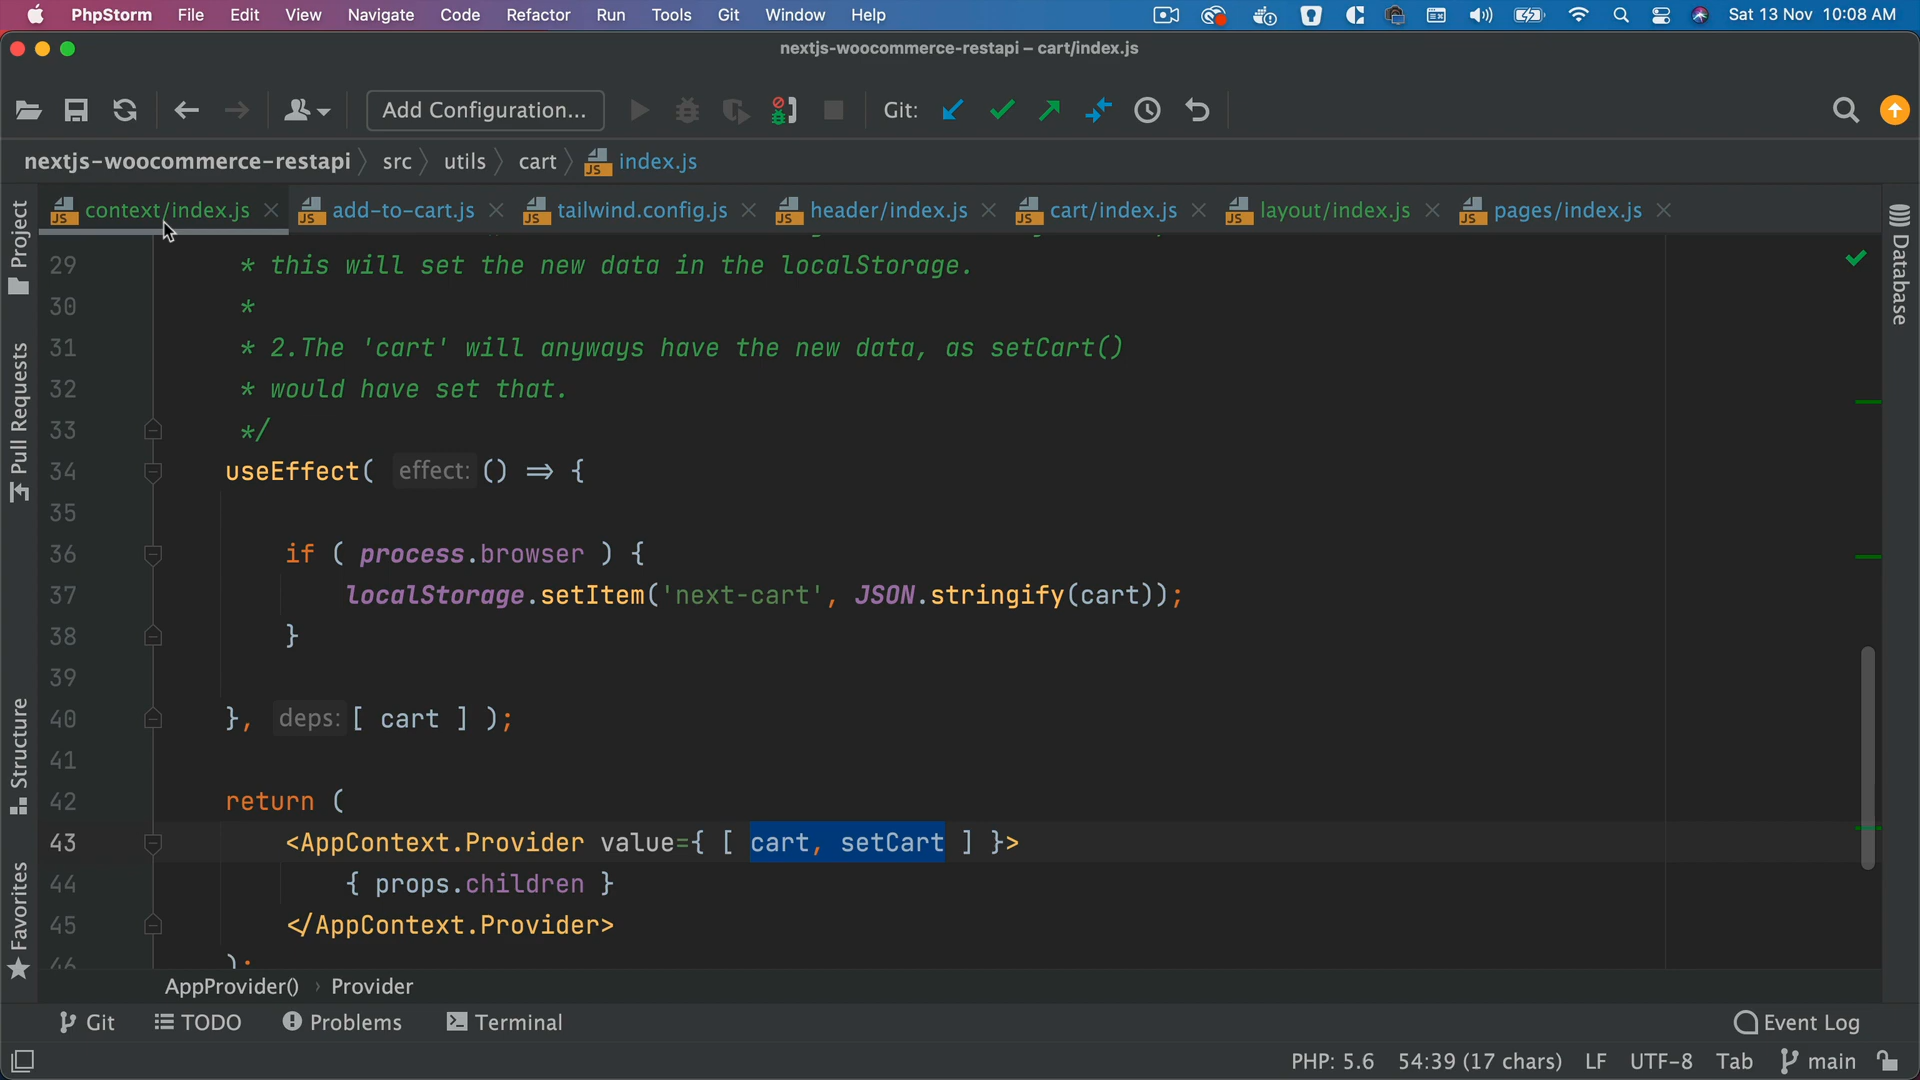 PhpStorm File Edit View Navigate Code Refactor Run Tools Git Window Help Sat 13 Nov 10:08 AM
nextjs-woocommerce-restapi – cart/index.js
Add Configuration... Git:
nextjs-woocommerce-restapi src utils cart index.js
context/index.js add-to-cart.js tailwind.config.js header/index.js cart/index.js layout/index.js pages/index.js
Project
Pull Requests
Structure
Favorites
Database
29 * this will set the new data in the localStorage.
30 *
31 * 2.The 'cart' will anyways have the new data, as setCart()
32 * would have set that.
33 */
34 useEffect( effect: () => {
35
36 if ( process.browser ) {
37 localStorage.setItem('next-cart', JSON.stringify(cart));
38 }
39
40 }, deps: [ cart ] );
41
42 return (
43 <AppContext.Provider value={ [ cart, setCart ] }>
44 { props.children }
45 </AppContext.Provider>
46 );
AppProvider() › Provider
Git TODO Problems Terminal Event Log
PHP: 5.6 54:39 (17 chars) LF UTF-8 Tab main